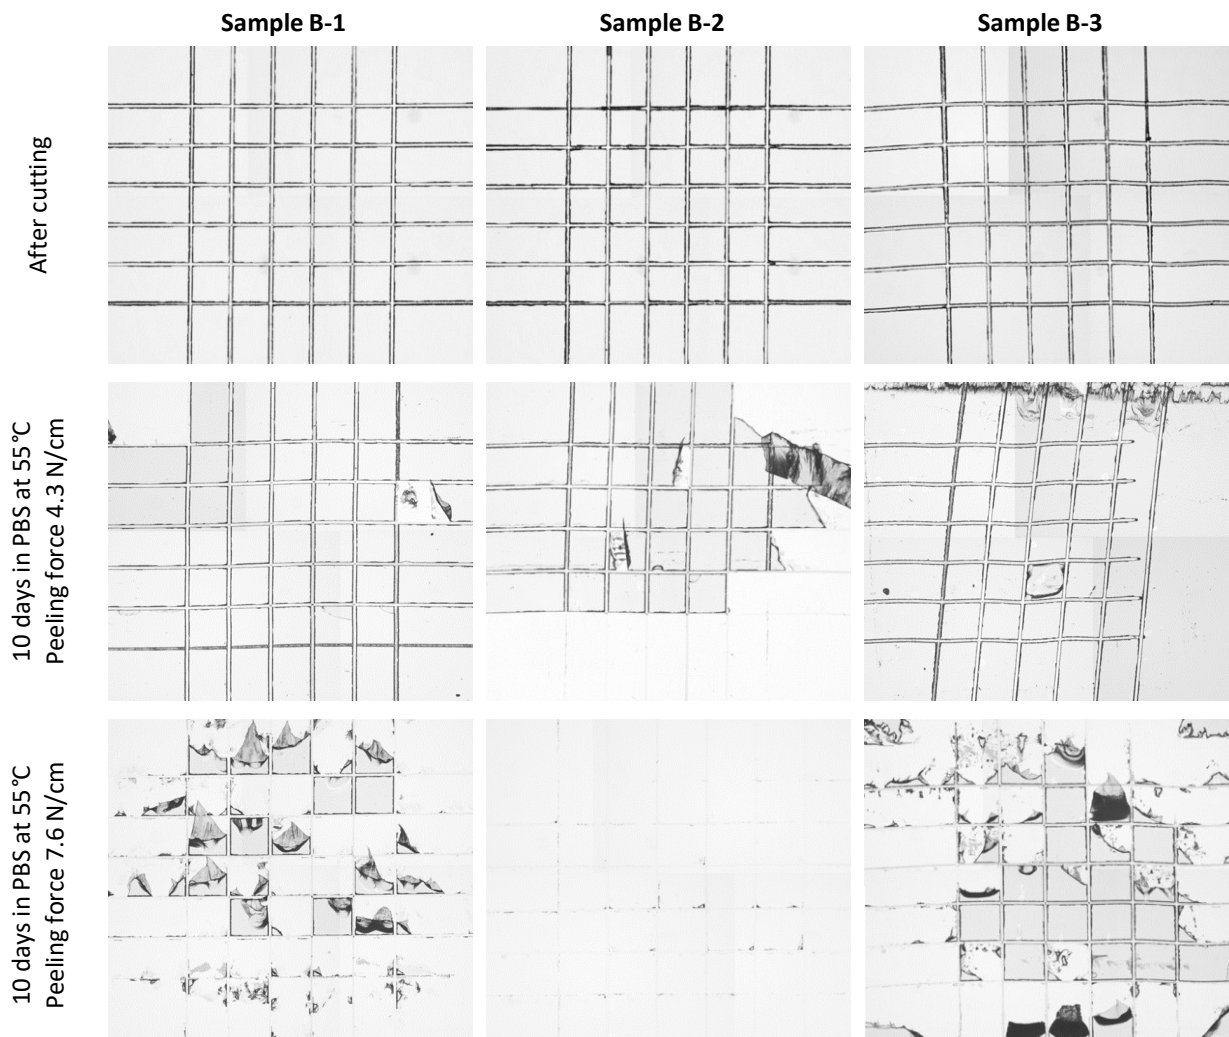 Sample B-1
Sample B-2
Sample B-3
After cutting
10 days in PBS at 55°C
Peeling force 4.3 N/cm
10 days in PBS at 55°C
Peeling force 7.6 N/cm